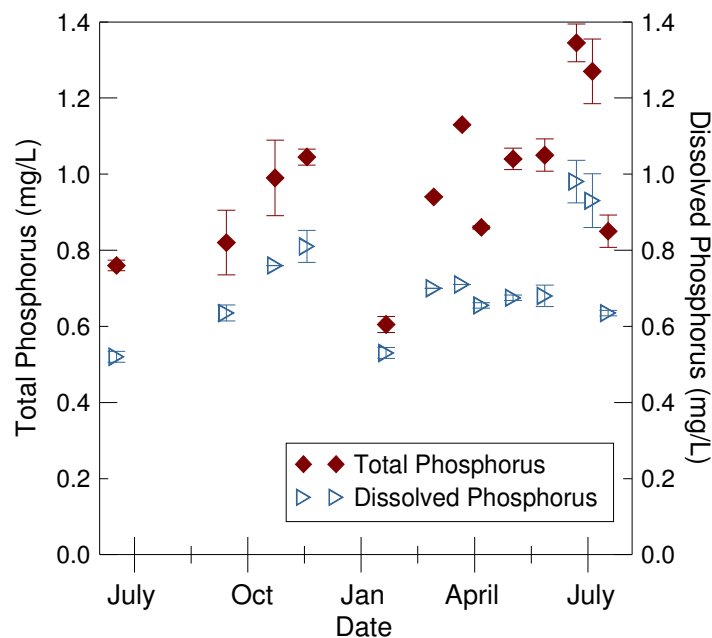 1.4
1.2
1.0
0.8
0.6
0.4
0.2
0.0
Total Phosphorus (mg/L)
1.4
1.2
1.0
0.8
0.6
0.4
0.2
0.0
Dissolved Phosphorus (mg/L)
Total Phosphorus
Dissolved Phosphorus
July Oct Jan April July
Date